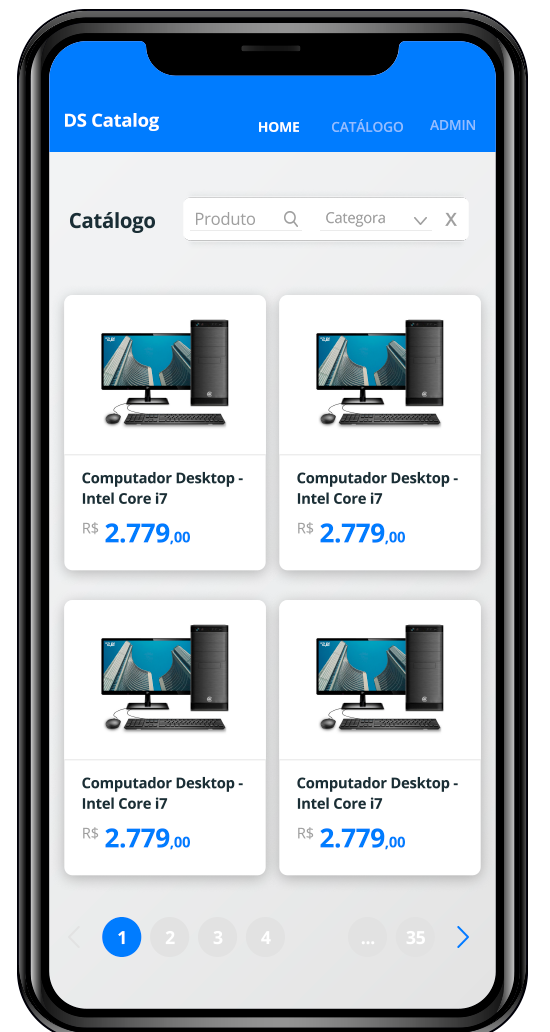 DS Catalog
HOME CATÁLOGO ADMIN
Catálogo
Produto Categora X
Computador Desktop - Computador Desktop -
Intel Core i7 Intel Core i7
R$ 2.779,00 R$ 2.779,00
Computador Desktop - Computador Desktop -
Intel Core i7 Intel Core i7
R$ 2.779,00 R$ 2.779,00
1 2 3 4 ... 35